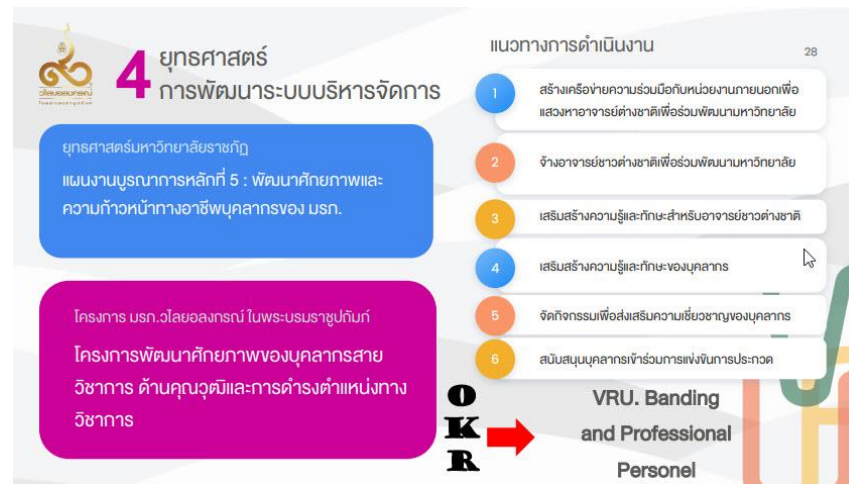 วไลยอลงกรณ์
4
ยุทธศาสตร์
การพัฒนาระบบบริหารจัดการ
ยุทธศาสตร์มหาวิทยาลัยราชภัฏ
แผนงานบูรณาการหลักที่ 5 : พัฒนาศักยภาพและ
ความก้าวหน้าทางอาชีพบุคลากรของ มรภ.
โครงการ มรภ.วไลยอลงกรณ์ ในพระบรมราชูปถัมภ์
โครงการพัฒนาศักยภาพของบุคลากรสาย
วิชาการ ด้านคุณวุฒิและการดำรงตำแหน่งทาง
วิชาการ
แนวทางการดำเนินงาน
28
1
สร้างเครือข่ายความร่วมมือกับหน่วยงานภายนอกเพื่อ
แสวงหาอาจารย์ต่างชาติเพื่อร่วมพัฒนามหาวิทยาลัย
2
จ้างอาจารย์ชาวต่างชาติเพื่อร่วมพัฒนามหาวิทยาลัย
3
เสริมสร้างความรู้และทักษะสำหรับอาจารย์ชาวต่างชาติ
4
เสริมสร้างความรู้และทักษะของบุคลากร
5
จัดกิจกรรมเพื่อส่งเสริมความเชี่ยวชาญของบุคลากร
6
สนับสนุนบุคลากรเข้าร่วมการแข่งขันการประกวด
O
K
R
VRU. Banding
and Professional
Personel